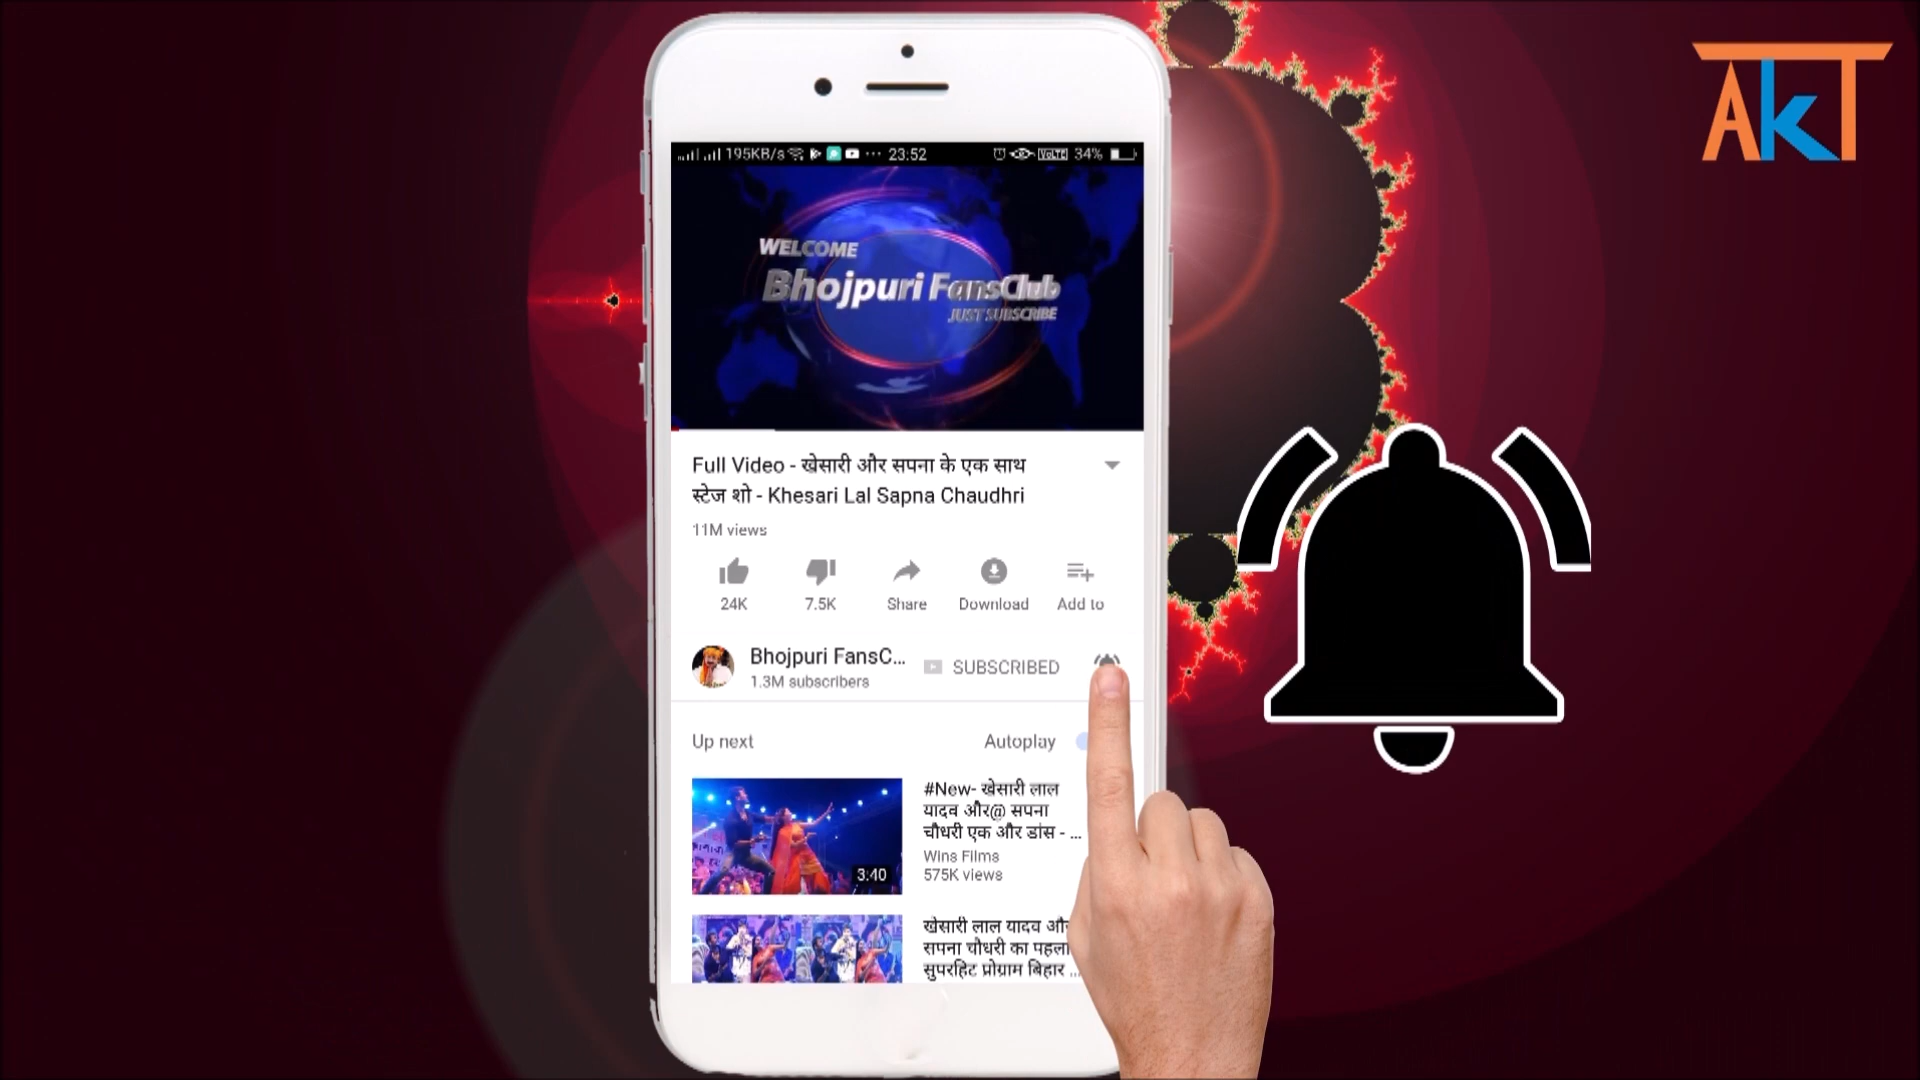 AKT
195KB/s ... 23:52 VoLTE 34%
WELCOME
Bhojpuri FansClub
JUST SUBSCRIBE
Full Video - खेसारी और सपना के एक साथ
स्टेज शो - Khesari Lal Sapna Chaudhri
11M views
24K 7.5K Share Download Add to
Bhojpuri FansC...
SUBSCRIBED
1.3M subscribers
Up next Autoplay
#New- खेसारी लाल
यादव और@ सपना
चौधरी एक और डांस - ...
Wins Films
575K views
3:40
खेसारी लाल यादव और
सपना चौधरी का पहला
सुपरहिट प्रोग्राम बिहार ...